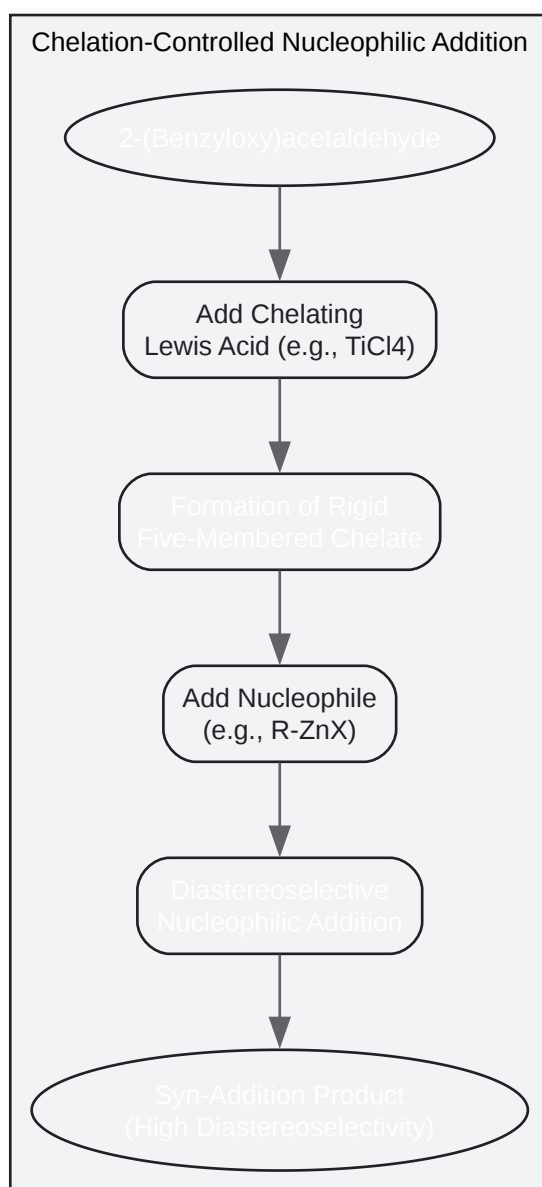 Chelation-Controlled Nucleophilic Addition
2-(Benzyloxy)acetaldehyde
Add Chelating
Lewis Acid (e.g., TiCl4)
Formation of Rigid
Five-Membered Chelate
Add Nucleophile
(e.g., R-ZnX)
Diastereoselective
Nucleophilic Addition
Syn-Addition Product
(High Diastereoselectivity)